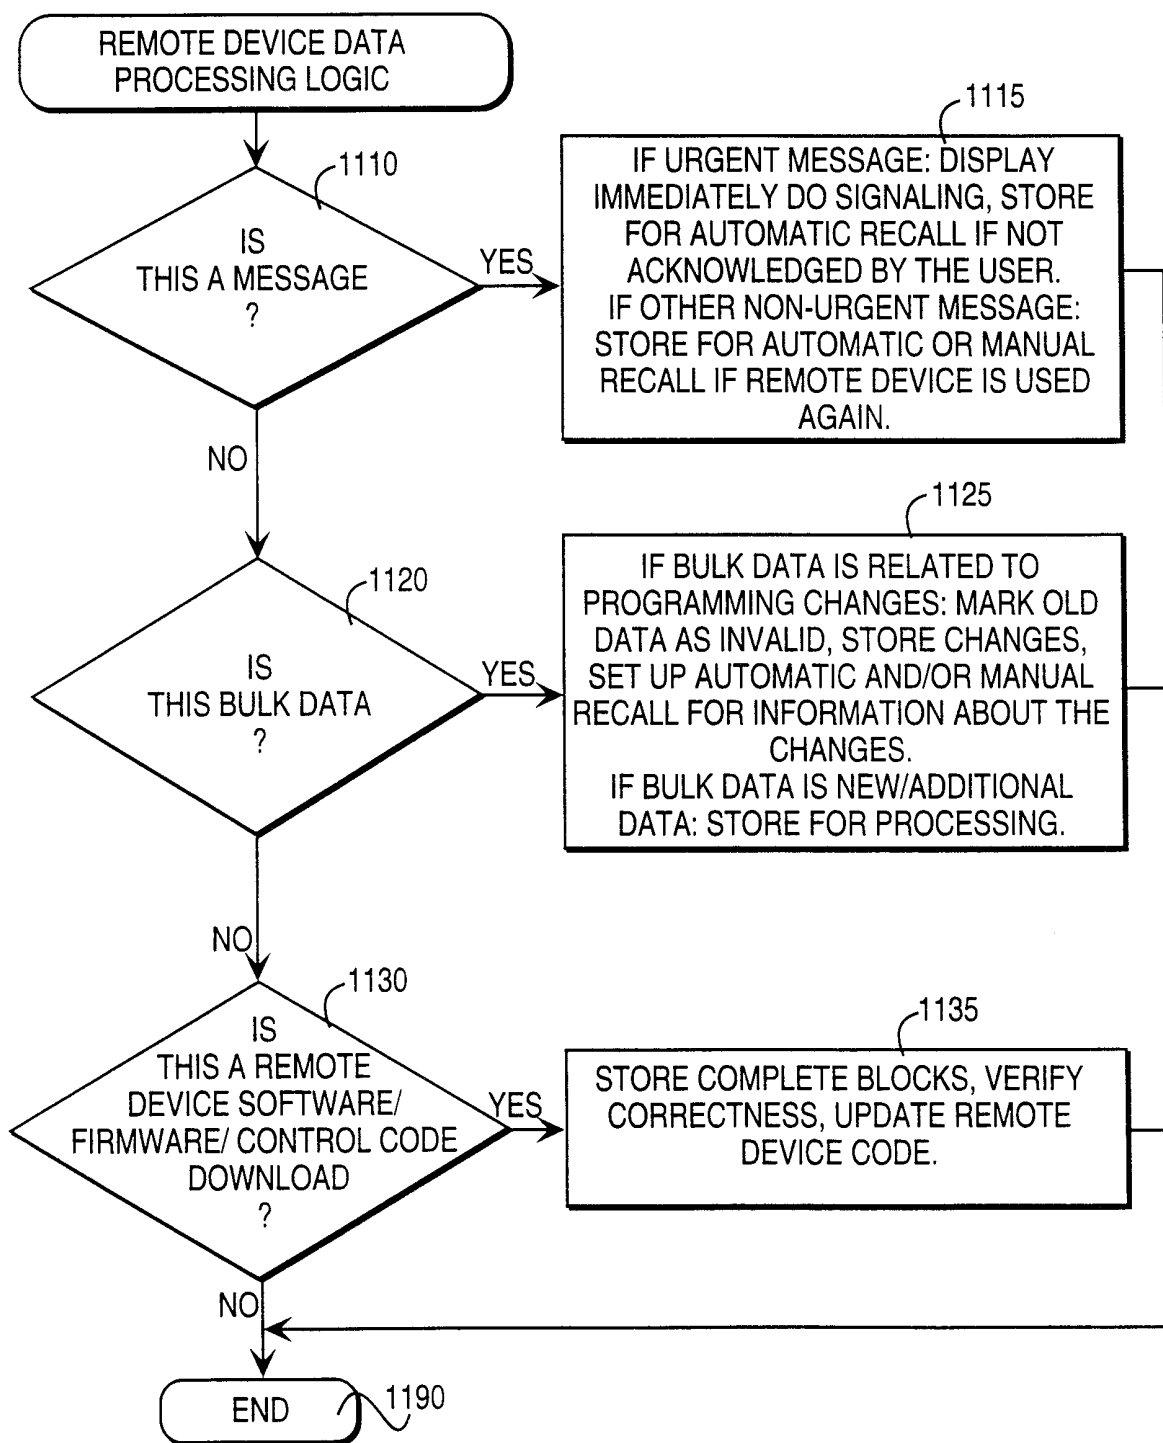 REMOTE DEVICE DATA
PROCESSING LOGIC
1110
IS
THIS A MESSAGE
?
YES
NO
1115
IF URGENT MESSAGE: DISPLAY
IMMEDIATELY DO SIGNALING, STORE
FOR AUTOMATIC RECALL IF NOT
ACKNOWLEDGED BY THE USER.
IF OTHER NON-URGENT MESSAGE:
STORE FOR AUTOMATIC OR MANUAL
RECALL IF REMOTE DEVICE IS USED
AGAIN.
1120
IS
THIS BULK DATA
?
YES
NO
1125
IF BULK DATA IS RELATED TO
PROGRAMMING CHANGES: MARK OLD
DATA AS INVALID, STORE CHANGES,
SET UP AUTOMATIC AND/OR MANUAL
RECALL FOR INFORMATION ABOUT THE
CHANGES.
IF BULK DATA IS NEW/ADDITIONAL
DATA: STORE FOR PROCESSING.
1130
IS
THIS A REMOTE
DEVICE SOFTWARE/
FIRMWARE/ CONTROL CODE
DOWNLOAD
?
YES
NO
1135
STORE COMPLETE BLOCKS, VERIFY
CORRECTNESS, UPDATE REMOTE
DEVICE CODE.
END
1190